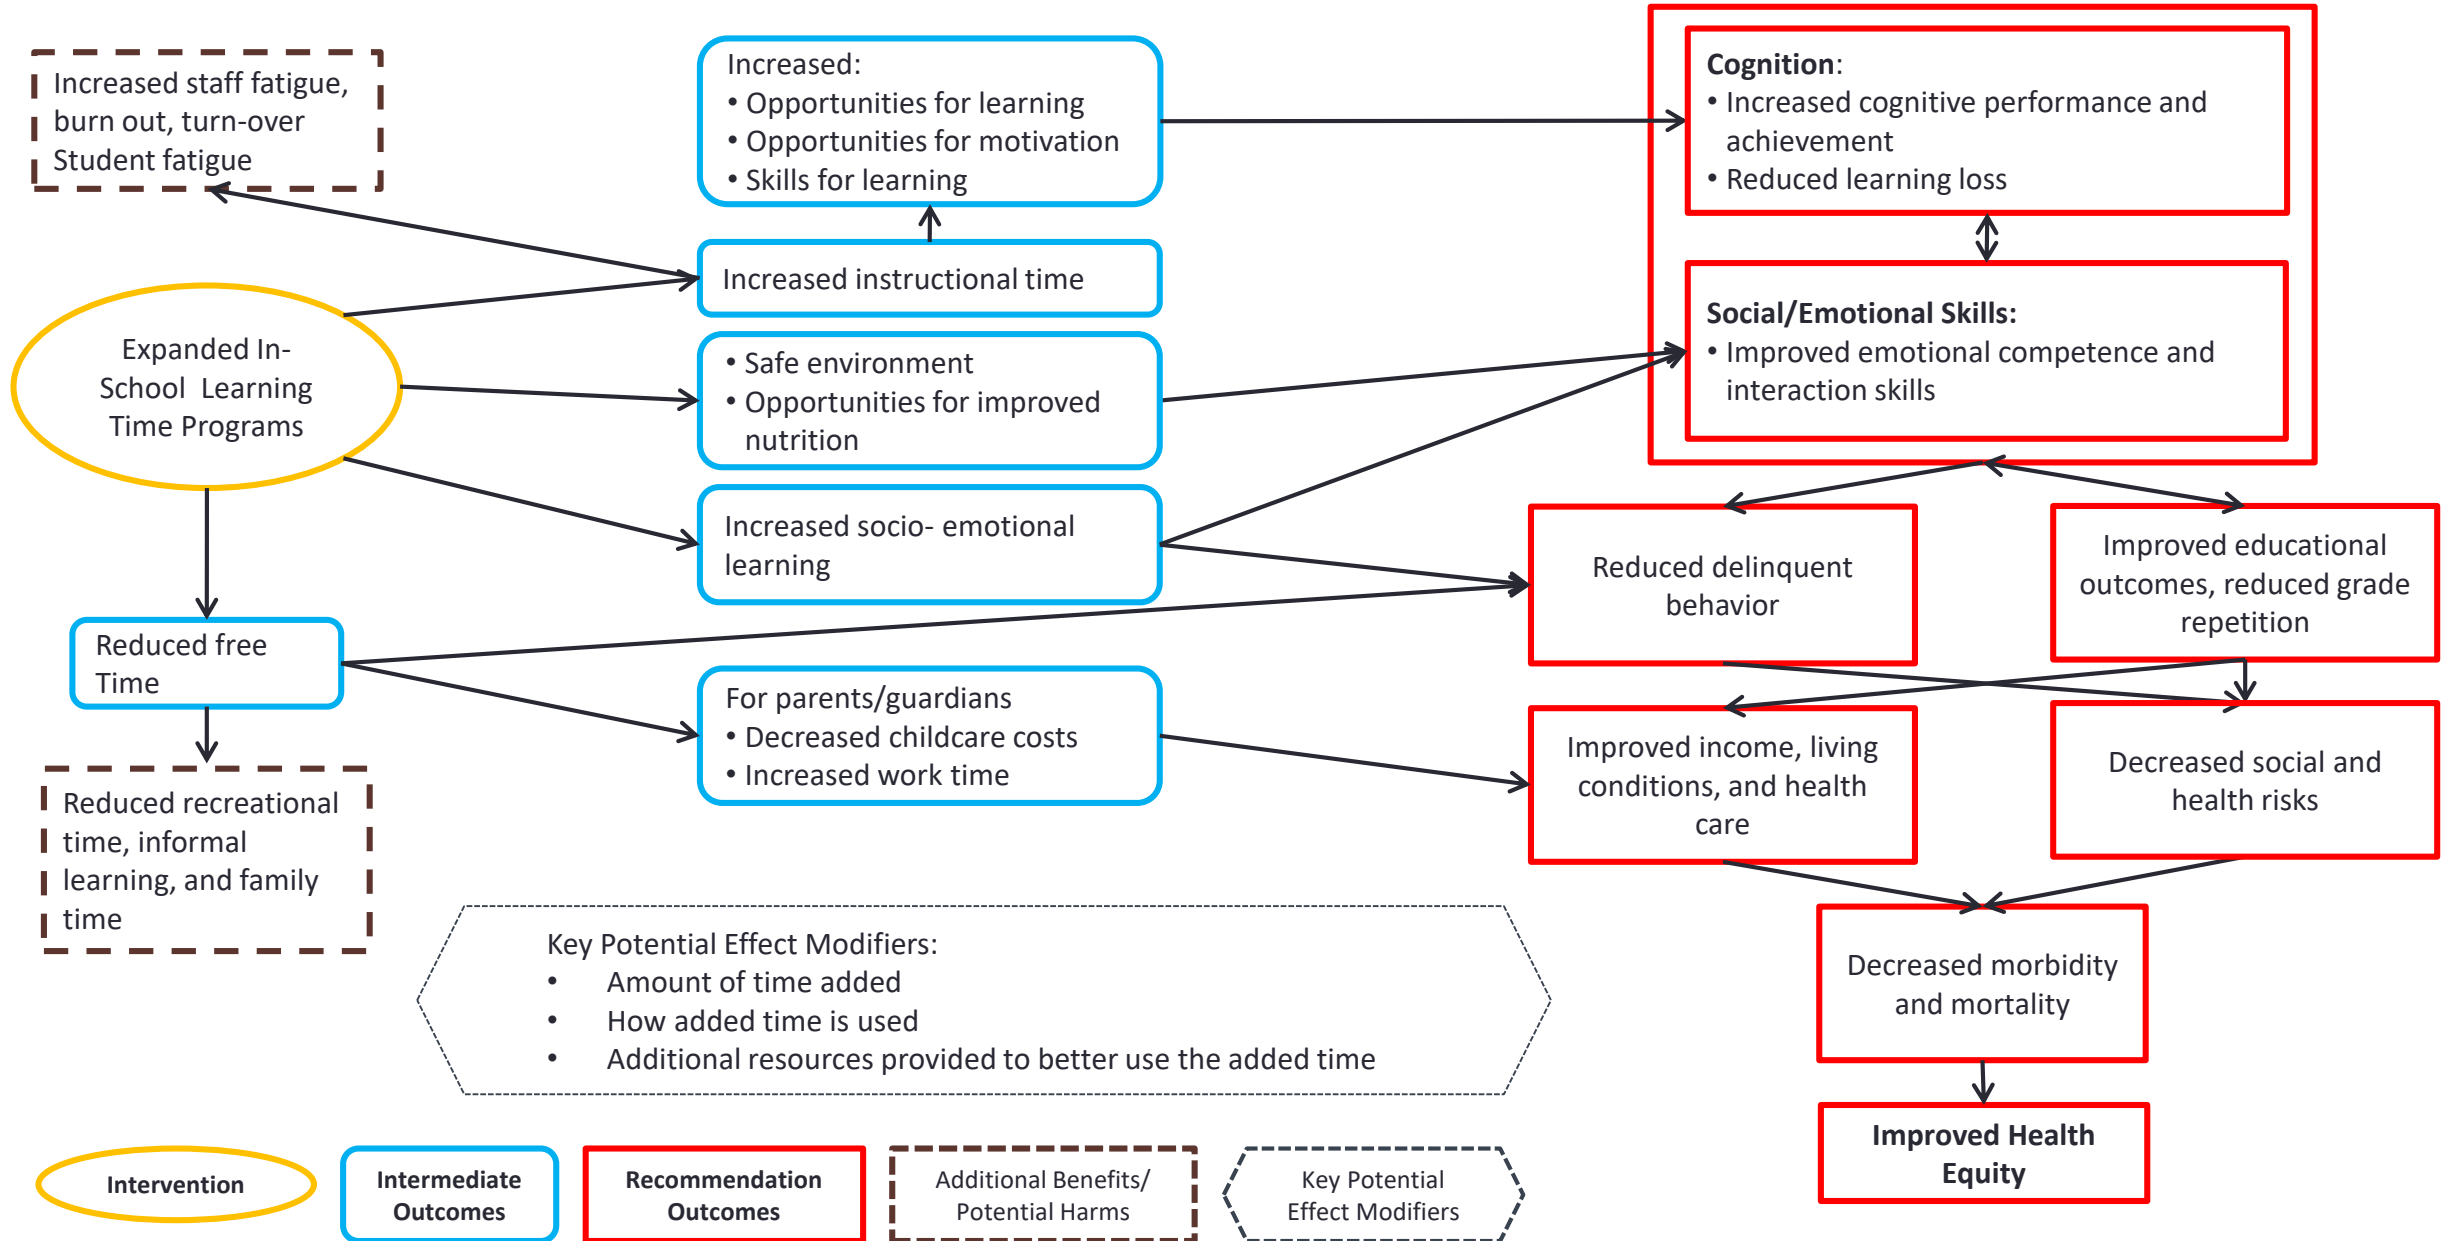 Increased staff fatigue,
burn out, turn-over
Student fatigue
Increased:
• Opportunities for learning
• Opportunities for motivation
• Skills for learning
Cognition:
• Increased cognitive performance and
achievement
• Reduced learning loss
Increased instructional time
Social/Emotional Skills:
• Improved emotional competence and
interaction skills
Expanded In-
School Learning
Time Programs
• Safe environment
• Opportunities for improved
nutrition
Increased socio- emotional
learning
Reduced delinquent
behavior
Improved educational
outcomes, reduced grade
repetition
Reduced free
Time
For parents/guardians
• Decreased childcare costs
• Increased work time
Improved income, living
conditions, and health
care
Decreased social and
health risks
Reduced recreational
time, informal
learning, and family
time
Key Potential Effect Modifiers:
• Amount of time added
• How added time is used
• Additional resources provided to better use the added time
Decreased morbidity
and mortality
Improved Health
Equity
Intervention
Intermediate
Outcomes
Recommendation
Outcomes
Additional Benefits/
Potential Harms
Key Potential
Effect Modifiers